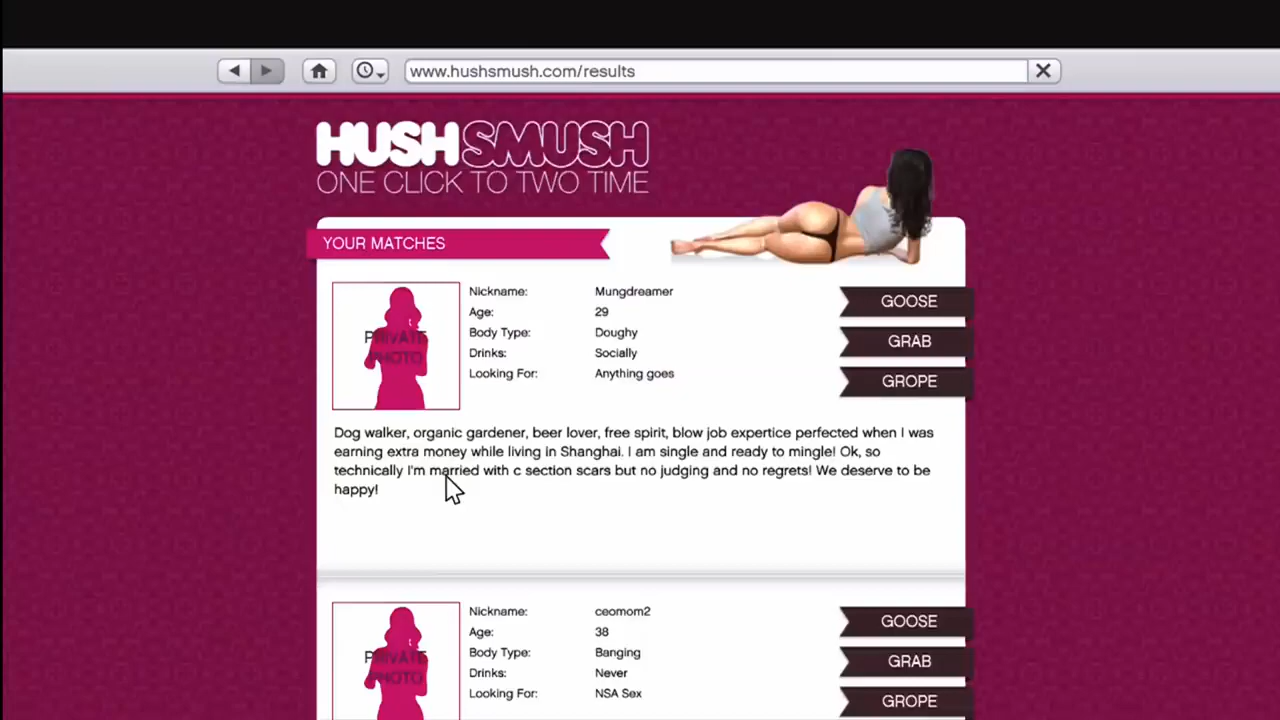 www.hushsmush.com/results
HUSHSMUSH
ONE CLICK TO TWO TIME
YOUR MATCHES
PRIVATE
PHOTO
Nickname: Mungdreamer
Age: 29
Body Type: Doughy
Drinks: Socially
Looking For: Anything goes
GOOSE
GRAB
GROPE
Dog walker, organic gardener, beer lover, free spirit, blow job expertice perfected when I was
earning extra money while living in Shanghai. I am single and ready to mingle! Ok, so
technically I'm married with c section scars but no judging and no regrets! We deserve to be
happy!
PRIVATE
PHOTO
Nickname: ceomom2
Age: 38
Body Type: Banging
Drinks: Never
Looking For: NSA Sex
GOOSE
GRAB
GROPE